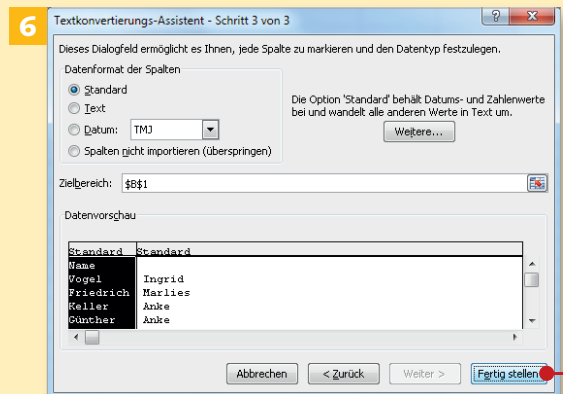 6
Textkonvertierungs-Assistent - Schritt 3 von 3
Dieses Dialogfeld ermöglicht es Ihnen, jede Spalte zu markieren und den Datentyp festzulegen.
Datenformat der Spalten
Standard
Text
Datum: TMJ
Spalten nicht importieren (überspringen)
Die Option 'Standard' behält Datums- und Zahlenwerte
bei und wandelt alle anderen Werte in Text um.
Weitere...
Zielbereich: $B$1
Datenvorschau
Standard Standard
Name
Vogel Ingrid
Friedrich Marlies
Keller Anke
Günther Anke
Abbrechen < Zurück Weiter > Fertig stellen